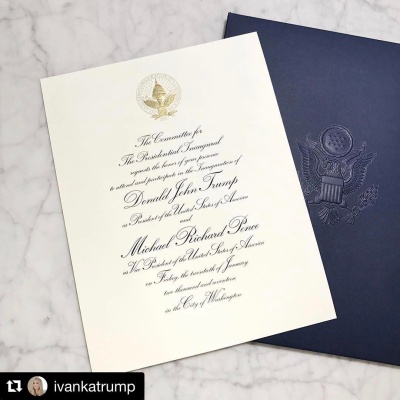 The Committee for
The Presidential Inaugural
requests the honor of your presence
to attend and participate in the Inauguration of
Donald John Trump
as President of the United States of America
and
Michael Richard Pence
as Vice President of the United States of America
on Friday, the twentieth of January
two thousand and seventeen
in the City of Washington
ivankatrump